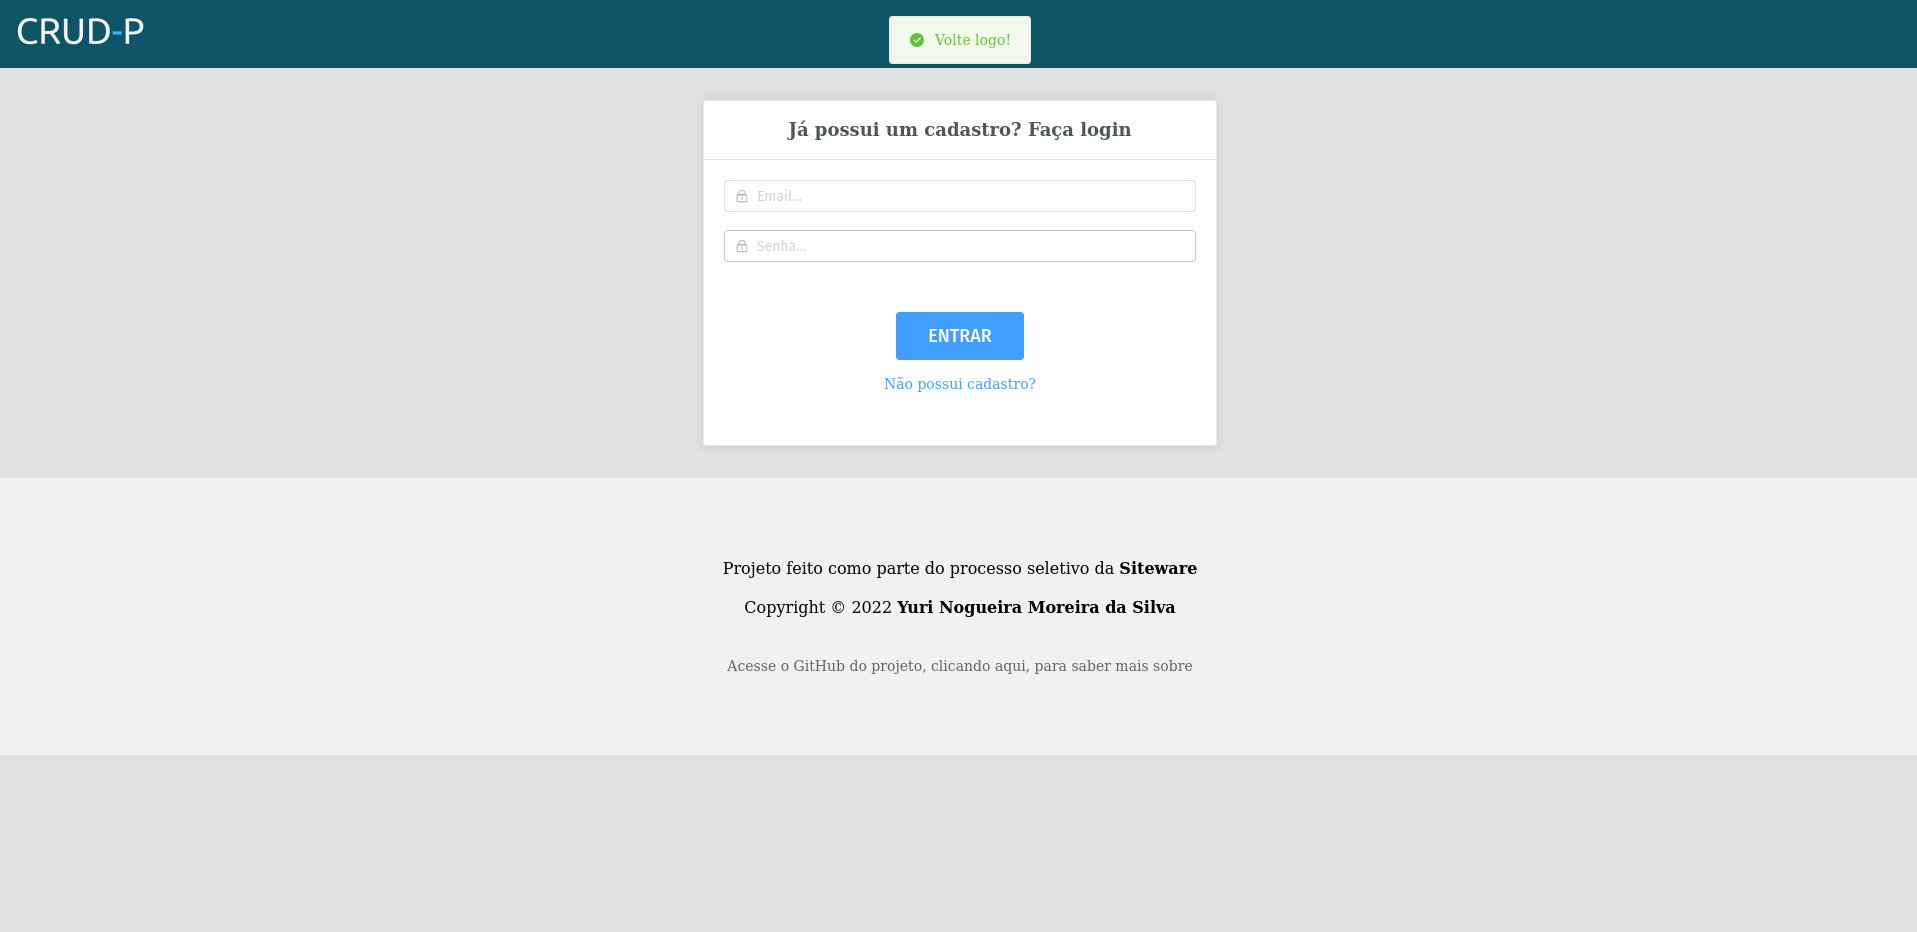 CRUD-P
Volte logo!
Já possui um cadastro? Faça login
Email...
Senha...
ENTRAR
Não possui cadastro?
Projeto feito como parte do processo seletivo da Siteware
Copyright © 2022 Yuri Nogueira Moreira da Silva
Acesse o GitHub do projeto, clicando aqui, para saber mais sobre